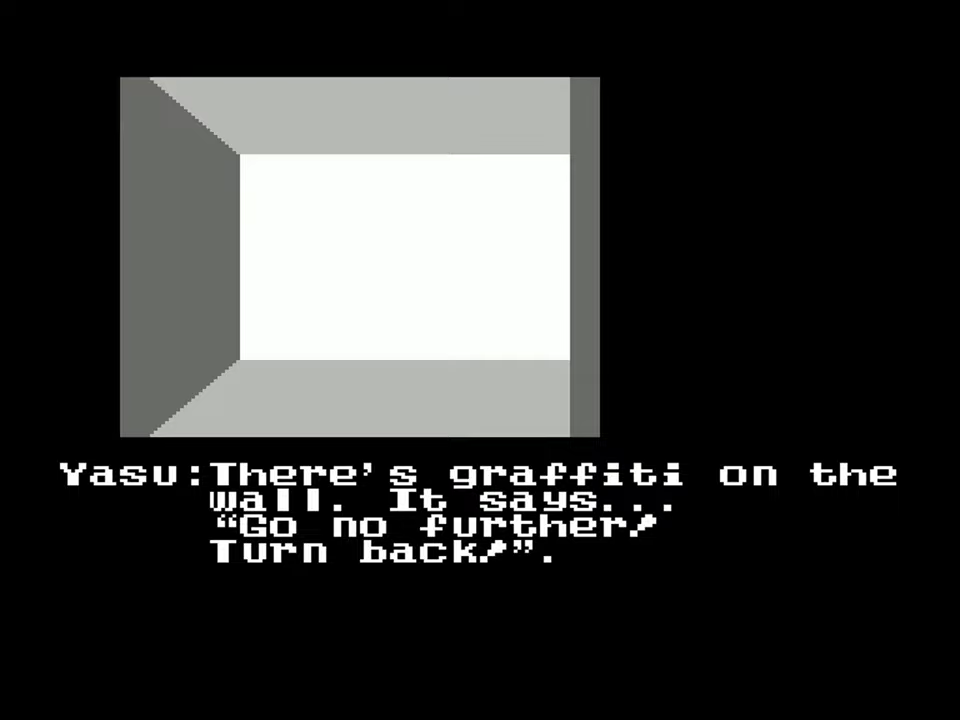 Yasu:There's graffiti on the
wall. It says...
“Go no further!
Turn back!”.